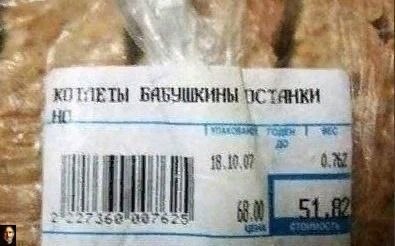 КОТЛЕТЫ БАБУШКИНЫ ОСТАНКИ
НО
УПАКОВАНО ГОДЕН ДО ВЕС
18.10.07 0.762
68.00 51.82
ЦЕНА СТОИМОСТЬ
2 227360 007625